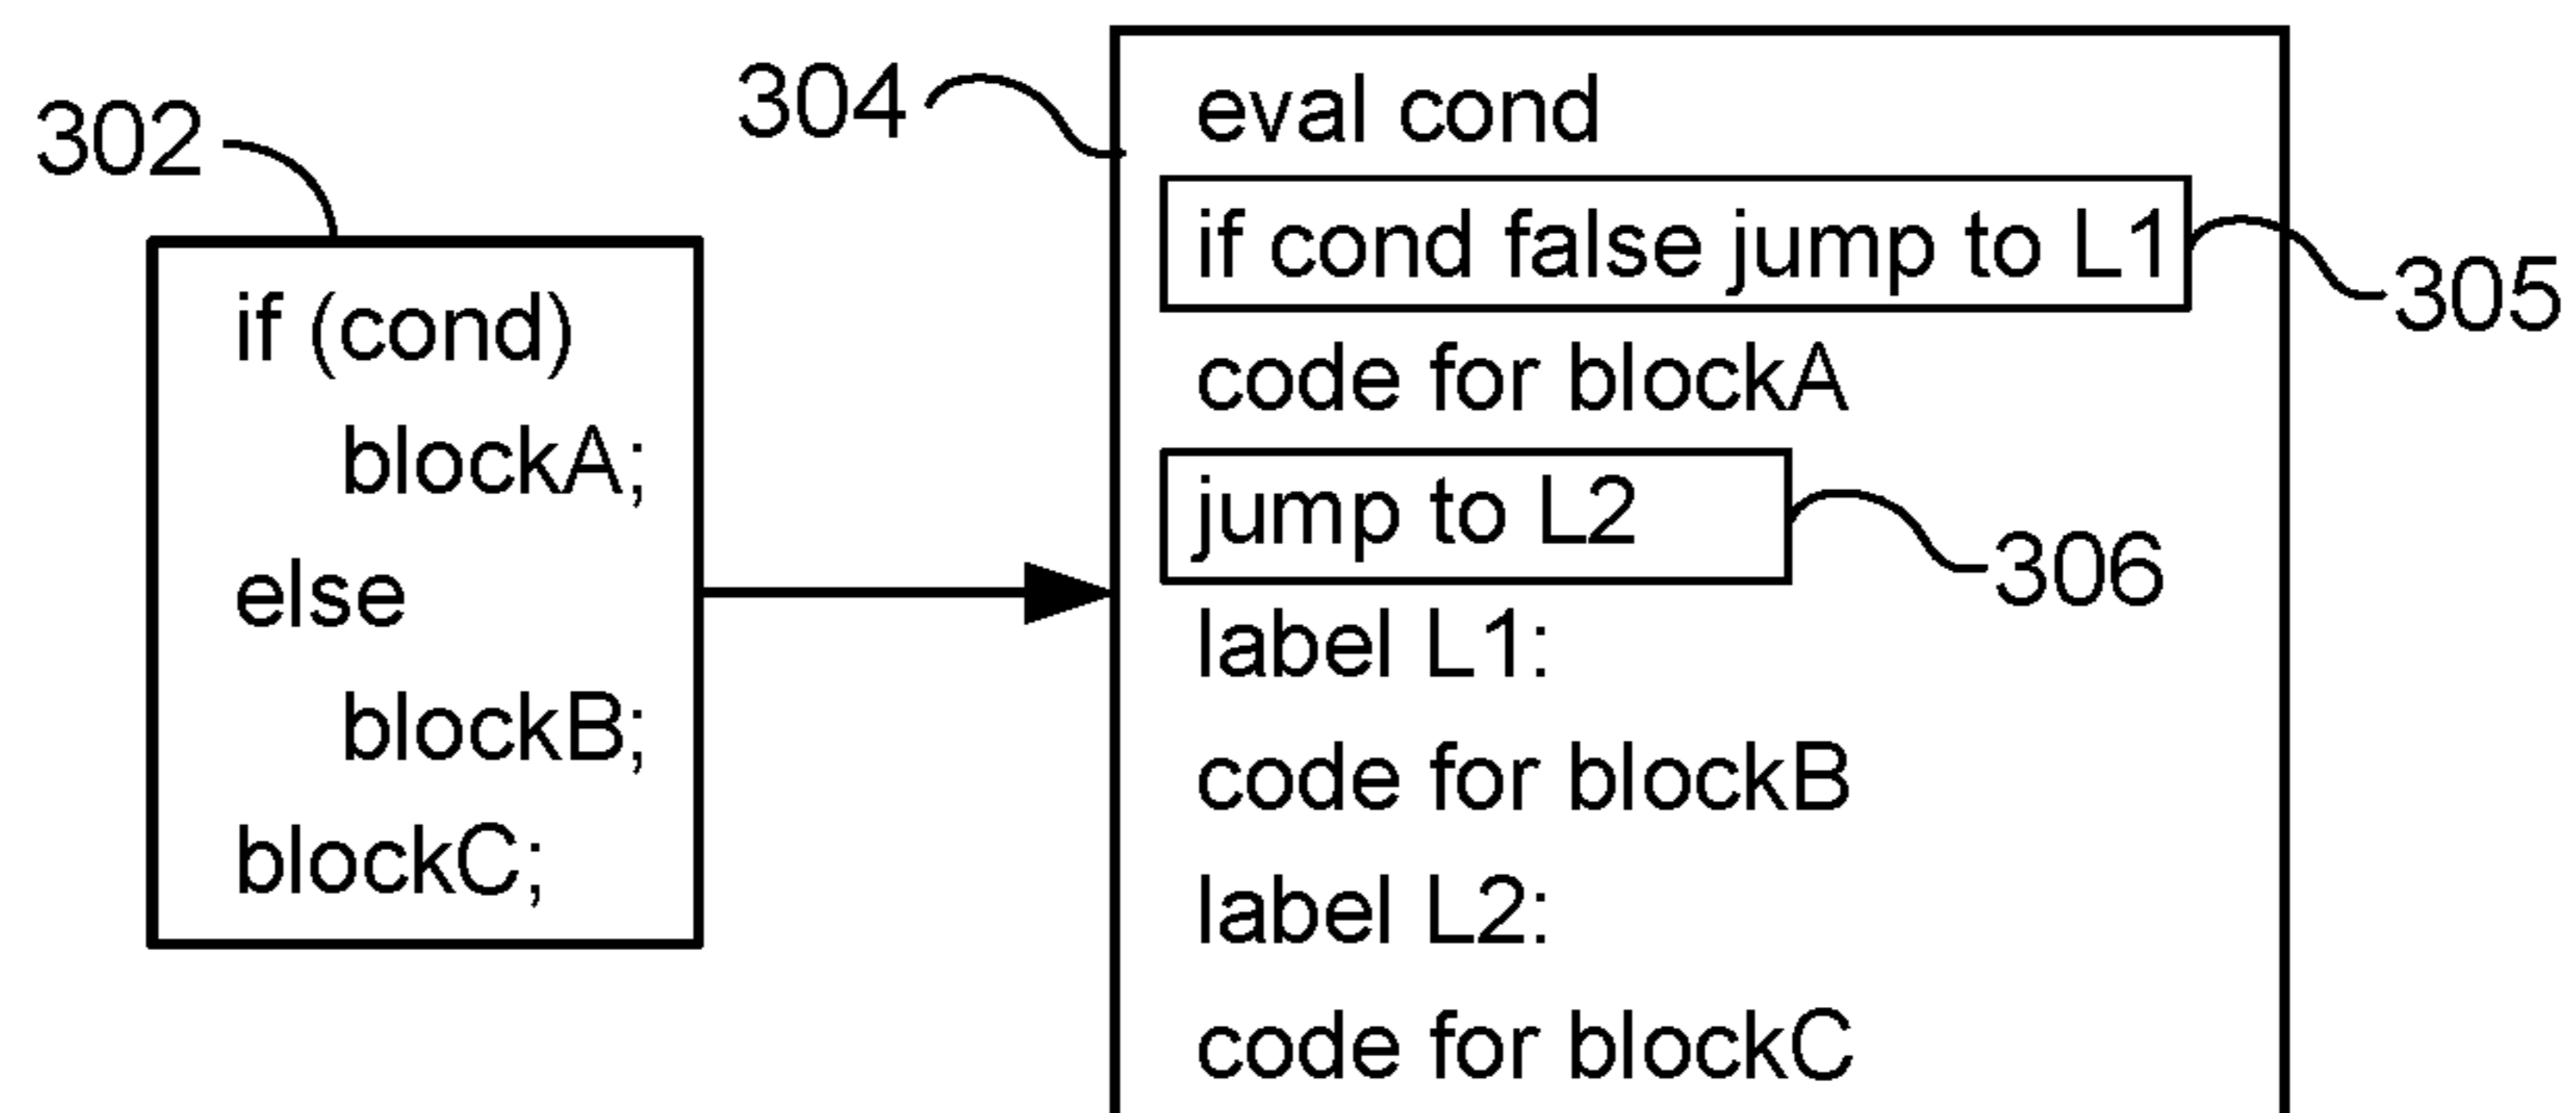 302
if (cond)
blockA;
else
blockB;
blockC;
304
eval cond
if cond false jump to L1
305
code for blockA
jump to L2
306
label L1:
code for blockB
label L2:
code for blockC